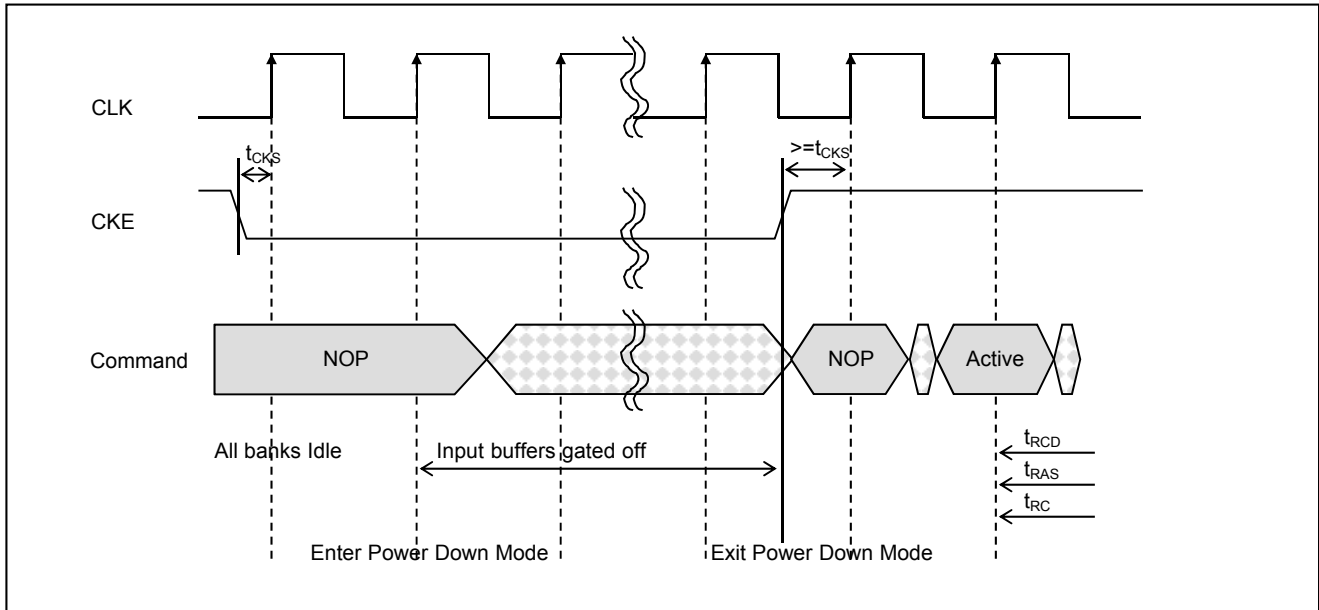 CLK
tCKS
>=tCKS
CKE
Command
NOP
NOP
Active
All banks Idle
Input buffers gated off
tRCD
tRAS
tRC
Enter Power Down Mode
Exit Power Down Mode